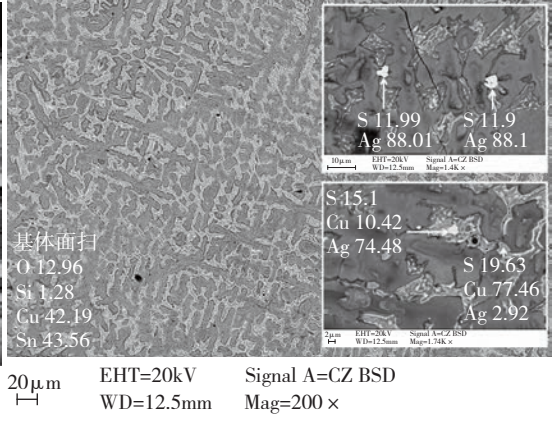 S 11.99
Ag 88.01
S 11.9
Ag 88.1
10μm
EHT=20kV
WD=12.5mm
Signal A=CZ BSD
Mag=1.4K ×
S 15.1
Cu 10.42
Ag 74.48
S 19.63
Cu 77.46
Ag 2.92
2μm
EHT=20kV
WD=12.5mm
Signal A=CZ BSD
Mag=1.74K ×
基体面扫
O 12.96
Si 1.28
Cu 42.19
Sn 43.56
20μm
EHT=20kV
WD=12.5mm
Signal A=CZ BSD
Mag=200 ×